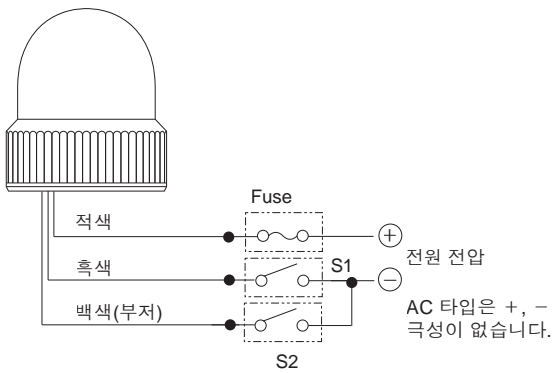 Fuse
적색
+
전원 전압
흑색
S1
−
백색(부저)
AC 타입은 +, −
극성이 없습니다.
S2